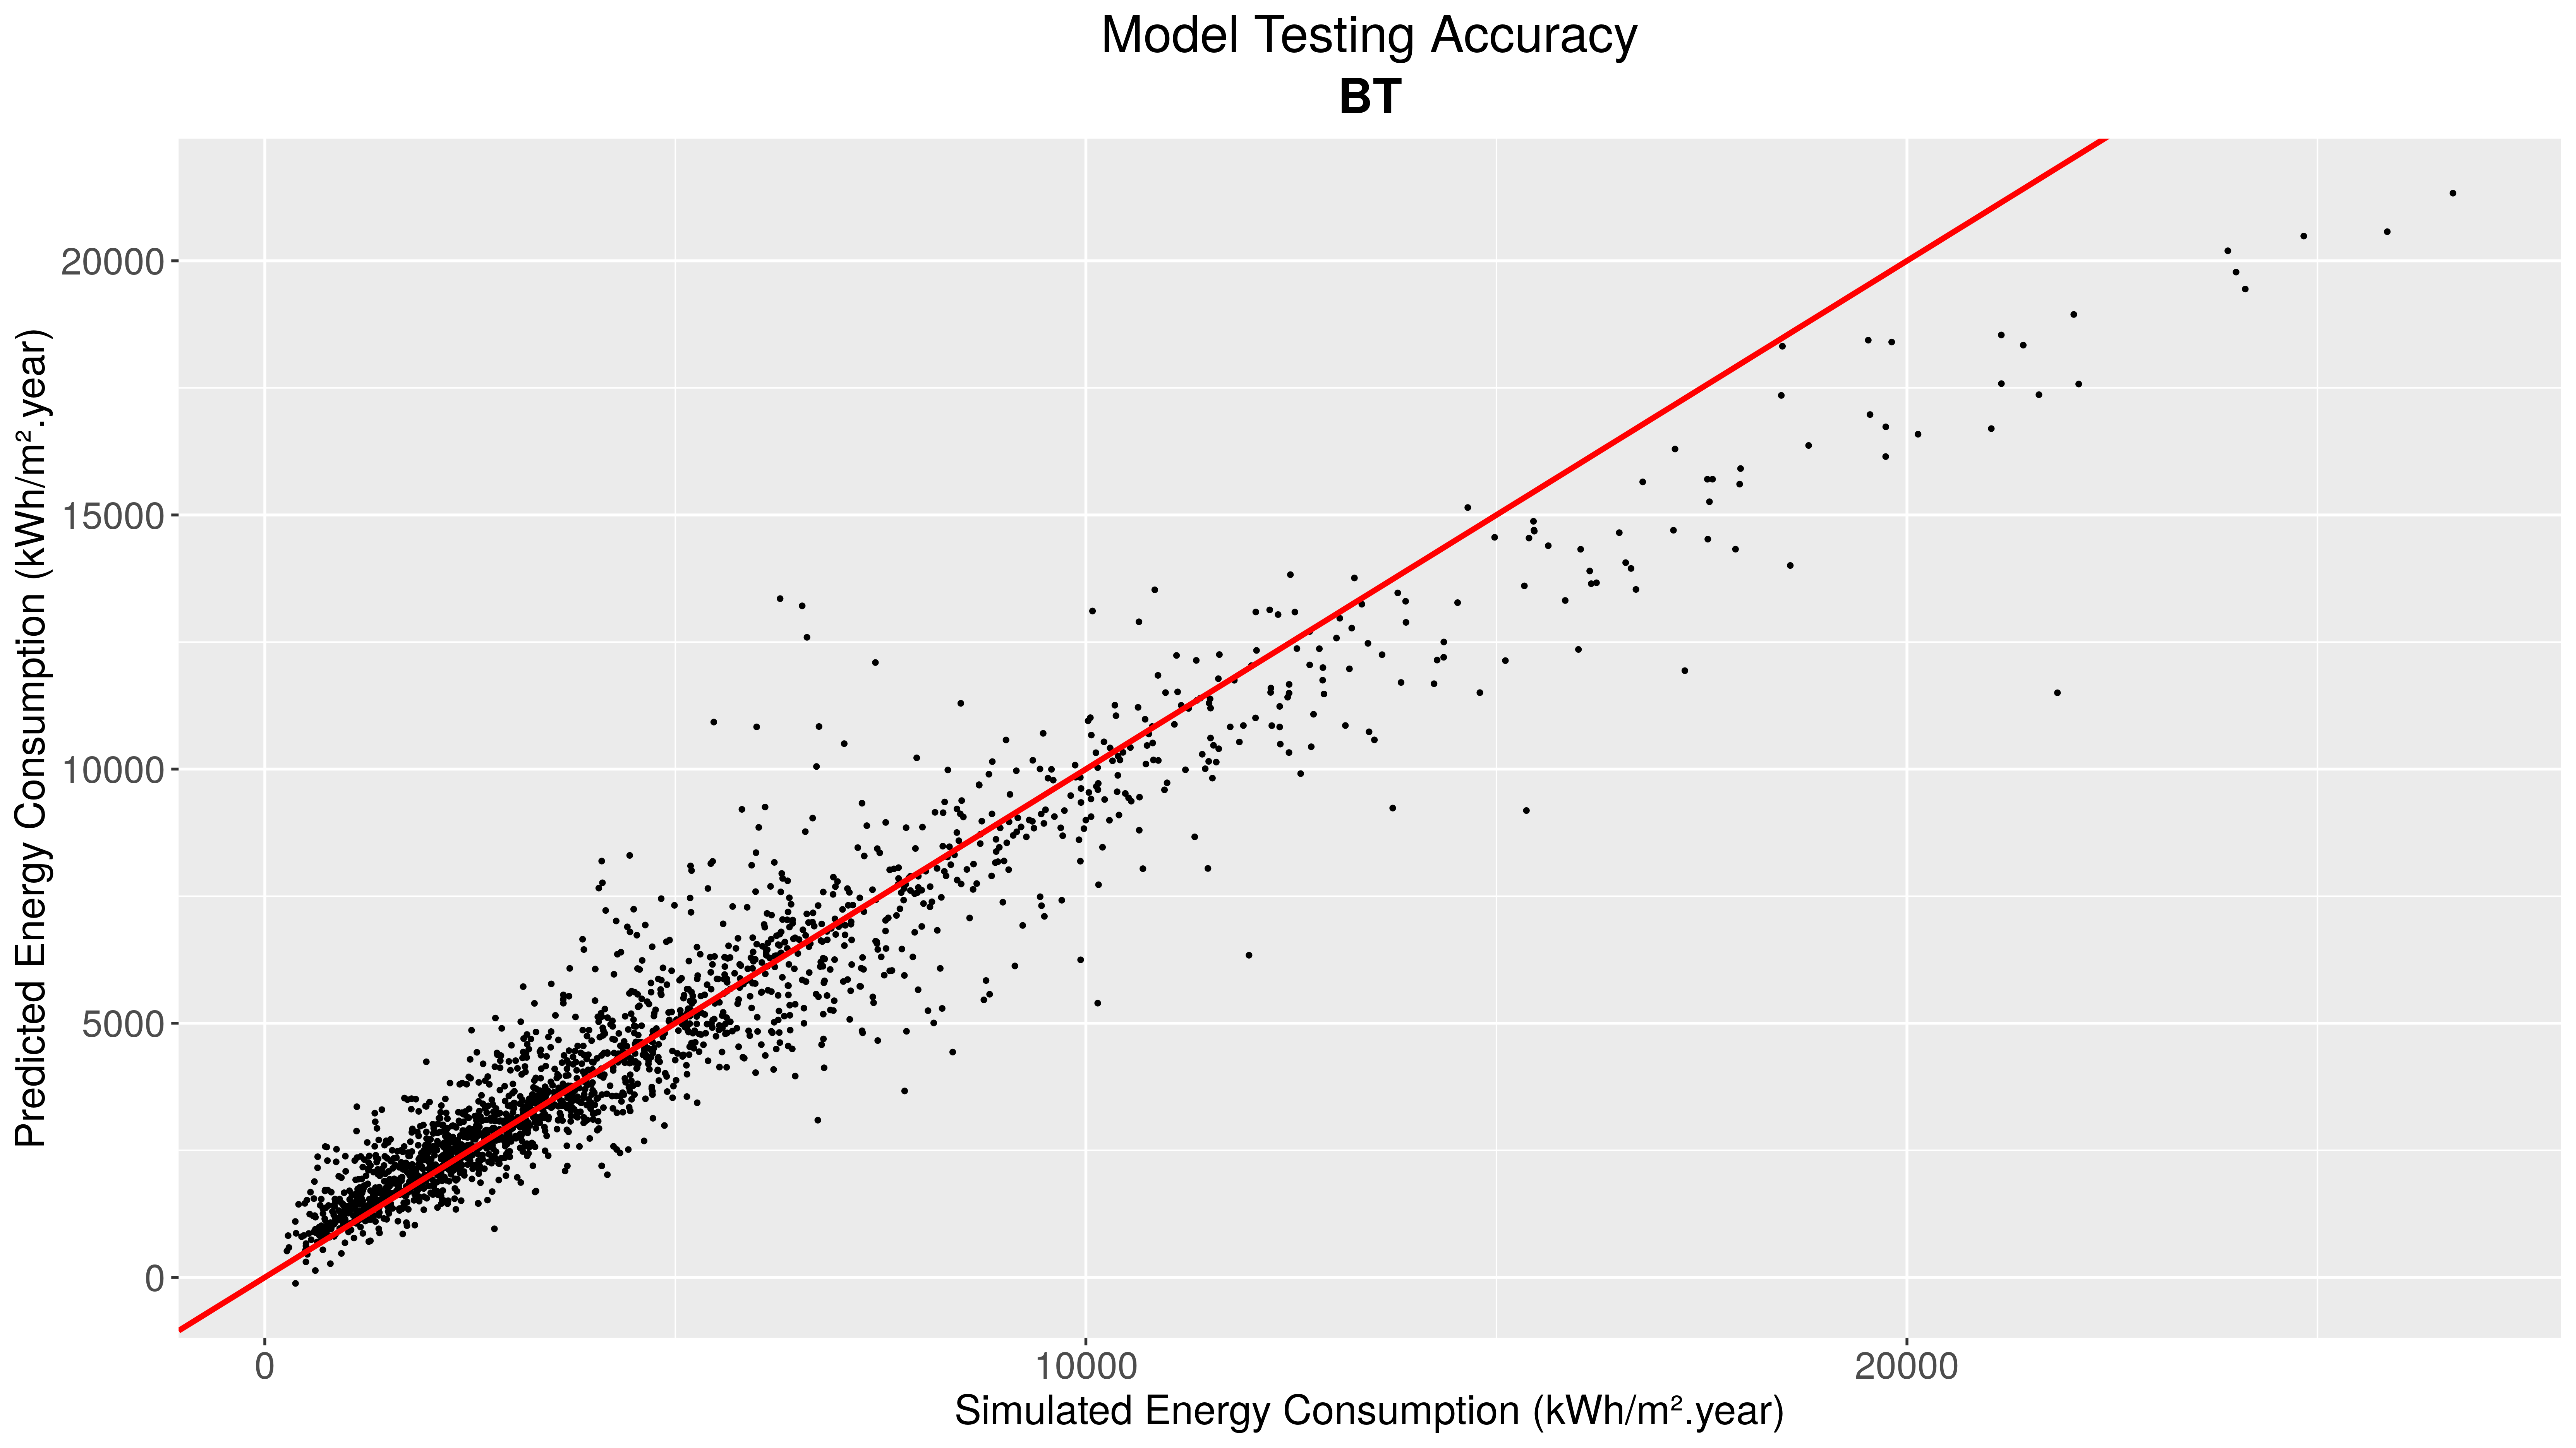 Model Testing Accuracy
BT
Predicted Energy Consumption (kWh/m².year)
20000
15000
10000
5000
0
0
10000
20000
Simulated Energy Consumption (kWh/m².year)